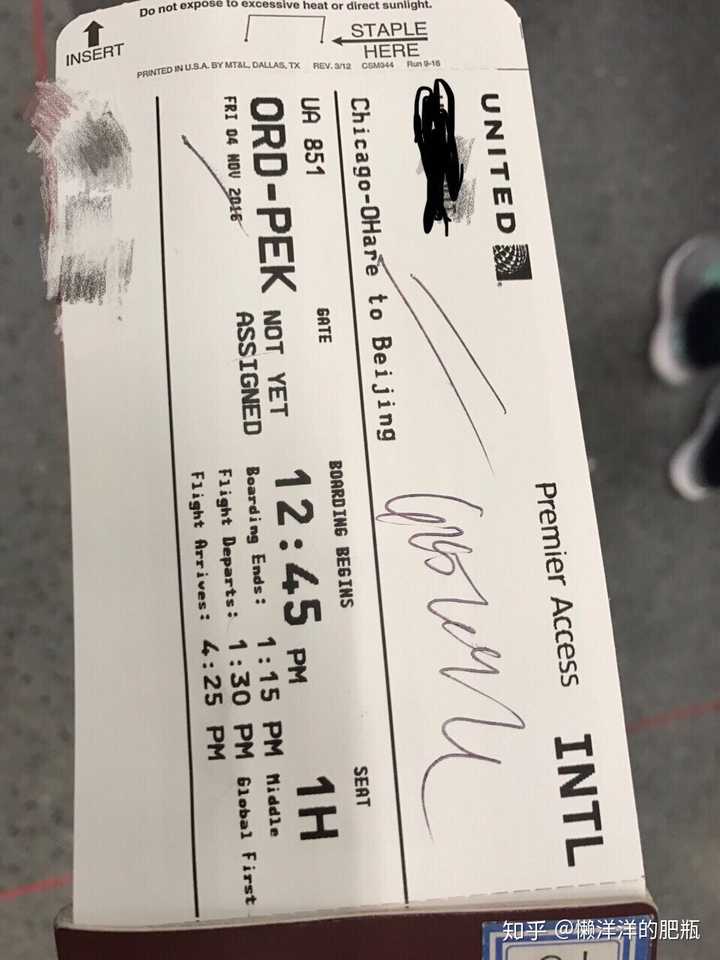 Do not expose to excessive heat or direct sunlight.
INSERT
STAPLE
HERE
PRINTED IN U.S.A. BY MT&L, DALLAS, TX REV. 3/12 CSM944 Run 9-16
UNITED
Premier Access INTL
Chicago-OHare to Beijing
UA 851
GATE
BOARDING BEGINS
SEAT
ORD-PEK
NOT YET
ASSIGNED
12:45 PM
1H
FRI 04 NOV 2016
Boarding Ends: 1:15 PM Middle
Flight Departs: 1:30 PM Global First
Flight Arrives: 4:25 PM
知乎 @懒洋洋的肥瓶